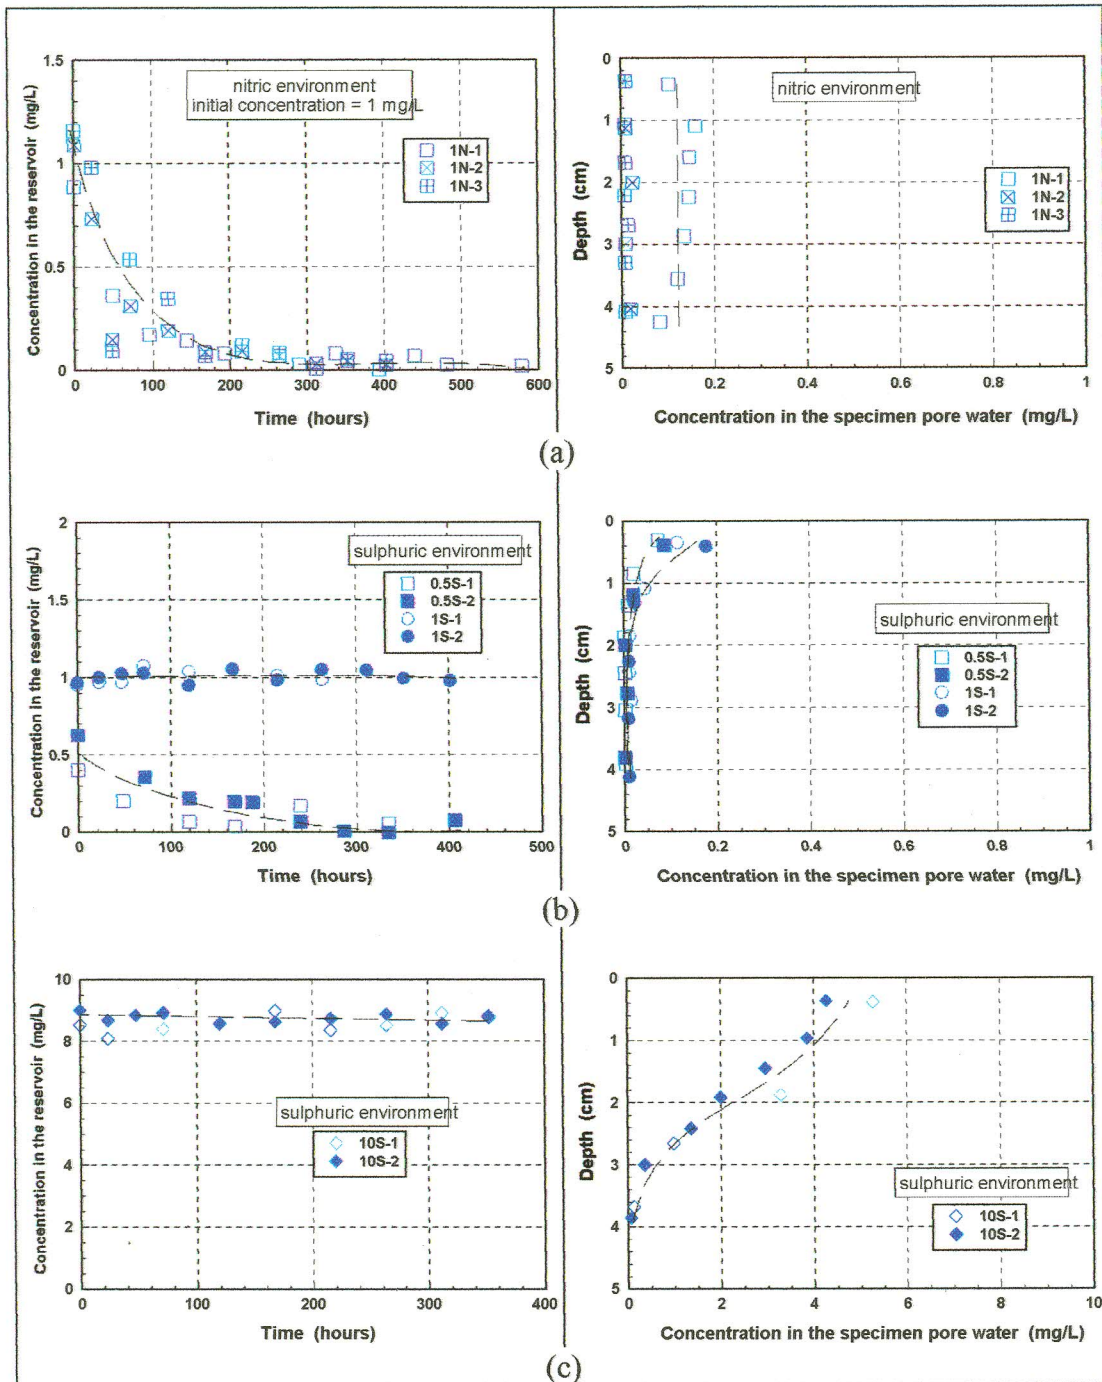 1.5
1
0.5
0
Concentration in the reservoir (mg/L)
nitric environment
initial concentration = 1 mg/L
1N-1
1N-2
1N-3
0 100 200 300 400 500 600
Time (hours)
0
1
2
3
4
5
Depth (cm)
nitric environment
1N-1
1N-2
1N-3
0 0.2 0.4 0.6 0.8 1
Concentration in the specimen pore water (mg/L)
(a)
2
1.5
1
0.5
0
Concentration in the reservoir (mg/L)
sulphuric environment
0.5S-1
0.5S-2
1S-1
1S-2
0 100 200 300 400 500
Time (hours)
0
1
2
3
4
5
Depth (cm)
sulphuric environment
0.5S-1
0.5S-2
1S-1
1S-2
0 0.2 0.4 0.6 0.8 1
Concentration in the specimen pore water (mg/L)
(b)
10
8
6
4
2
0
Concentration in the reservoir (mg/L)
sulphuric environment
10S-1
10S-2
0 100 200 300 400
Time (hours)
0
1
2
3
4
5
Depth (cm)
sulphuric environment
10S-1
10S-2
0 2 4 6 8 10
Concentration in the specimen pore water (mg/L)
(c)